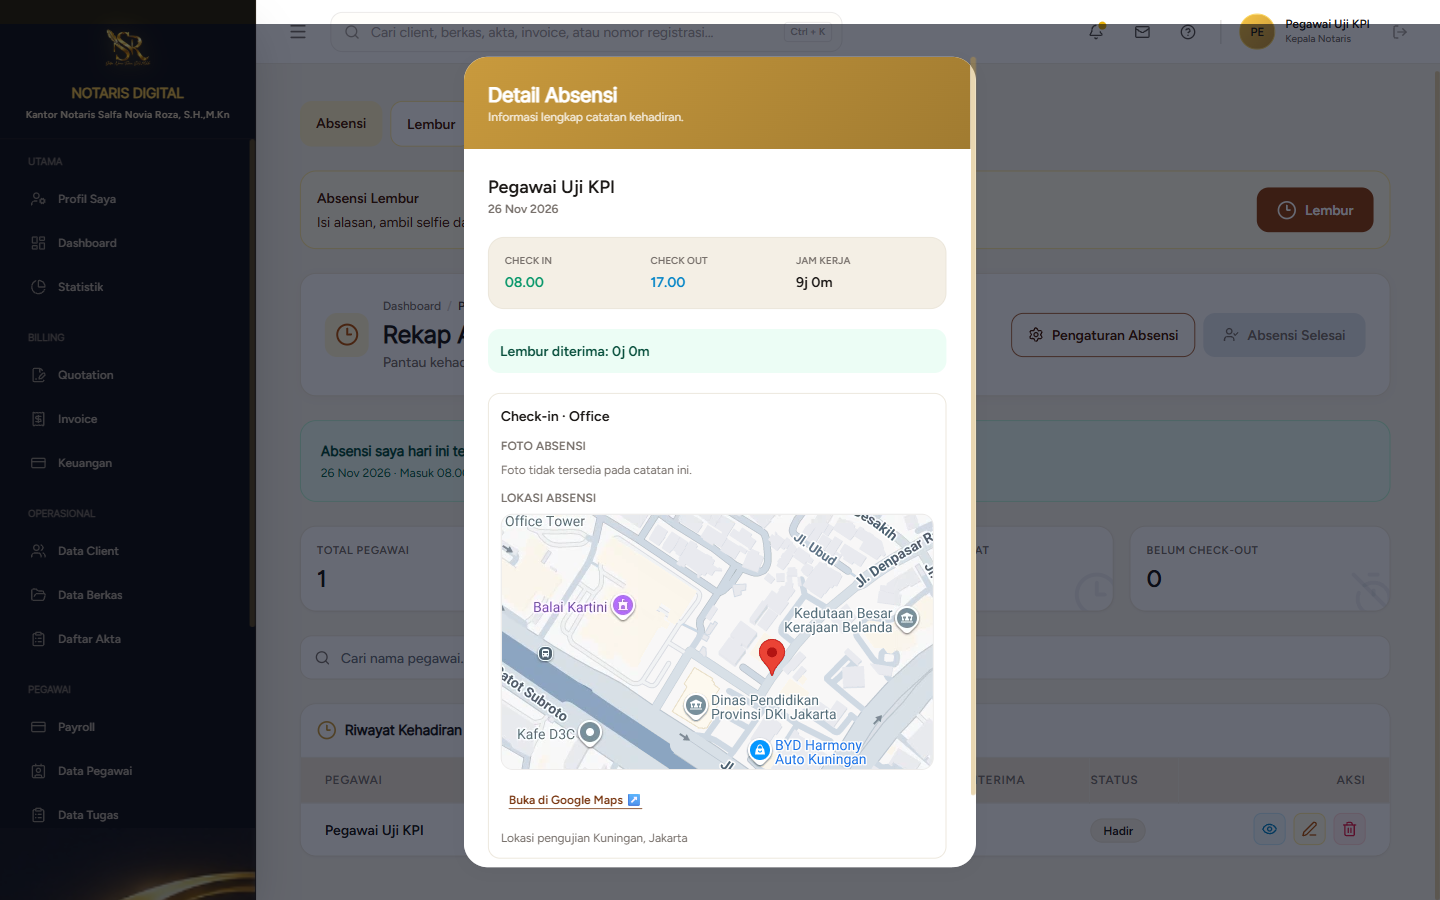 NOTARIS DIGITAL
Kantor Notaris Salfa Novia Roza, S.H.,M.Kn
UTAMA
Profil Saya
Dashboard
Statistik
BILLING
Quotation
Invoice
Keuangan
OPERASIONAL
Data Client
Data Berkas
Daftar Akta
PEGAWAI
Payroll
Data Pegawai
Data Tugas
Cari client, berkas, akta, invoice, atau nomor registrasi...
Ctrl + K
PE
Pegawai Uji KPI
Kepala Notaris
Absensi
Lembur
Absensi Lembur
Isi alasan, ambil selfie da
Lembur
Dashboard / P
Rekap A
Pantau kehad
Pengaturan Absensi
Absensi Selesai
Absensi saya hari ini te
26 Nov 2026 · Masuk 08.0
TOTAL PEGAWAI
1
AT
BELUM CHECK-OUT
0
Cari nama pegawai.
Riwayat Kehadiran
PEGAWAI
TERIMA
STATUS
AKSI
Pegawai Uji KPI
Hadir
Detail Absensi
Informasi lengkap catatan kehadiran.
Pegawai Uji KPI
26 Nov 2026
CHECK IN
CHECK OUT
JAM KERJA
08.00
17.00
9j 0m
Lembur diterima: 0j 0m
Check-in · Office
FOTO ABSENSI
Foto tidak tersedia pada catatan ini.
LOKASI ABSENSI
Office Tower
esakih
Jl. Ubud
Jl. Denpasar R
Balai Kartini
Kedutaan Besar
Kerajaan Belanda
atot Subroto
Dinas Pendidikan
Provinsi DKI Jakarta
Kafe D3C
BYD Harmony
Auto Kuningan
Buka di Google Maps
Lokasi pengujian Kuningan, Jakarta